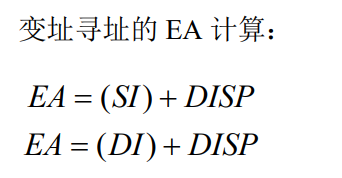 变址寻址的 EA 计算：
EA = (SI) + DISP
EA = (DI) + DISP